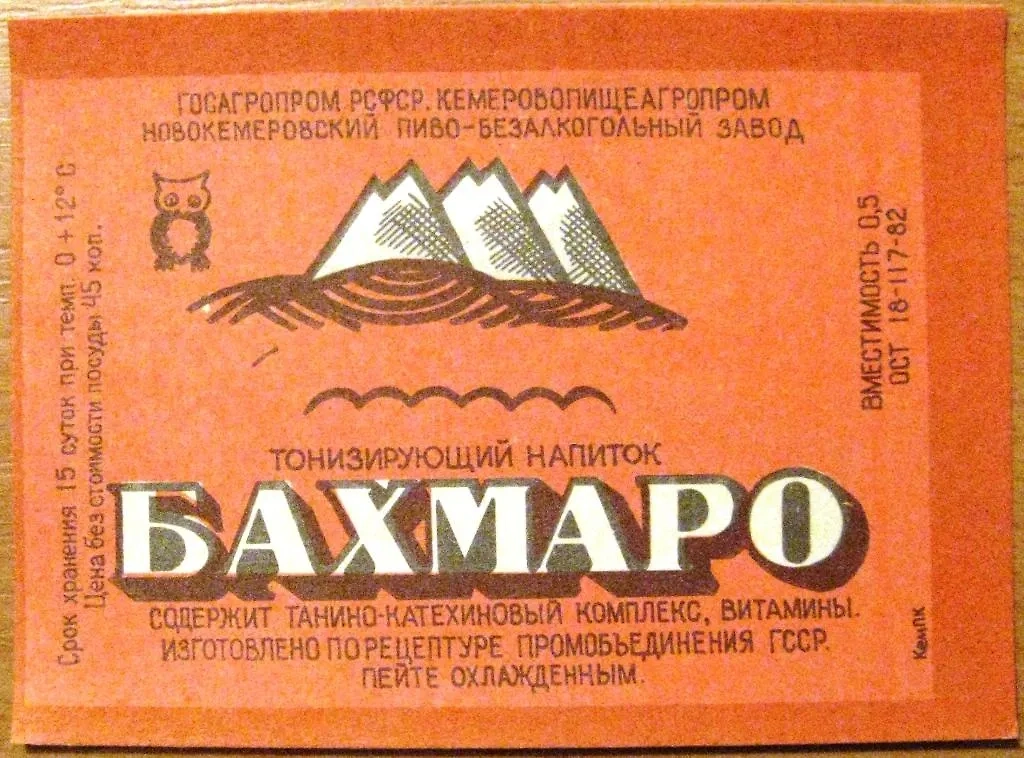 ГОСАГРОПРОМ РСФСР. КЕМЕРОВОПИЩЕАГРОПРОМ
НОВОКЕМЕРОВСКИЙ ПИВО-БЕЗАЛКОГОЛЬНЫЙ ЗАВОД
Срок хранения 15 суток при темп. 0 + 12° С
Цена без стоимости посуды 45 коп.
ВМЕСТИМОСТЬ 0,5
ОСТ 18-117-82
ТОНИЗИРУЮЩИЙ НАПИТОК
БАХМАРО
СОДЕРЖИТ ТАНИНО-КАТЕХИНОВЫЙ КОМПЛЕКС, ВИТАМИНЫ.
ИЗГОТОВЛЕНО ПО РЕЦЕПТУРЕ ПРОМОБЪЕДИНЕНИЯ ГССР.
ПЕЙТЕ ОХЛАЖДЕННЫМ.
КемПК